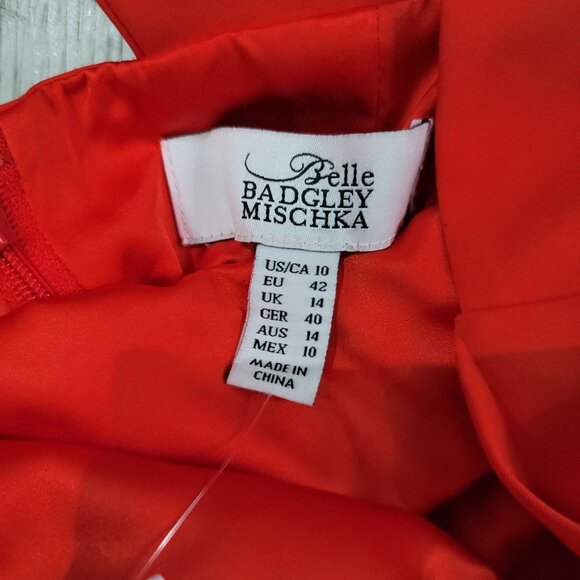 Belle
BADGLEY
MISCHKA
US/CA 10
EU 42
UK 14
GER 40
AUS 14
MEX 10
MADE IN
CHINA